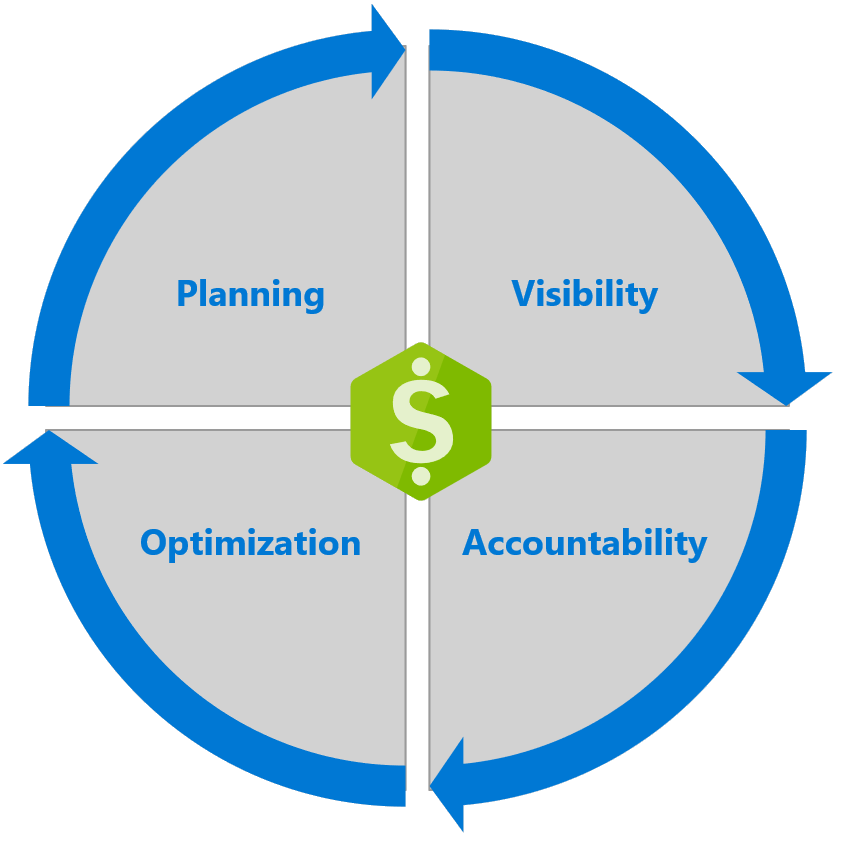 Planning
Visibility
$
Optimization
Accountability